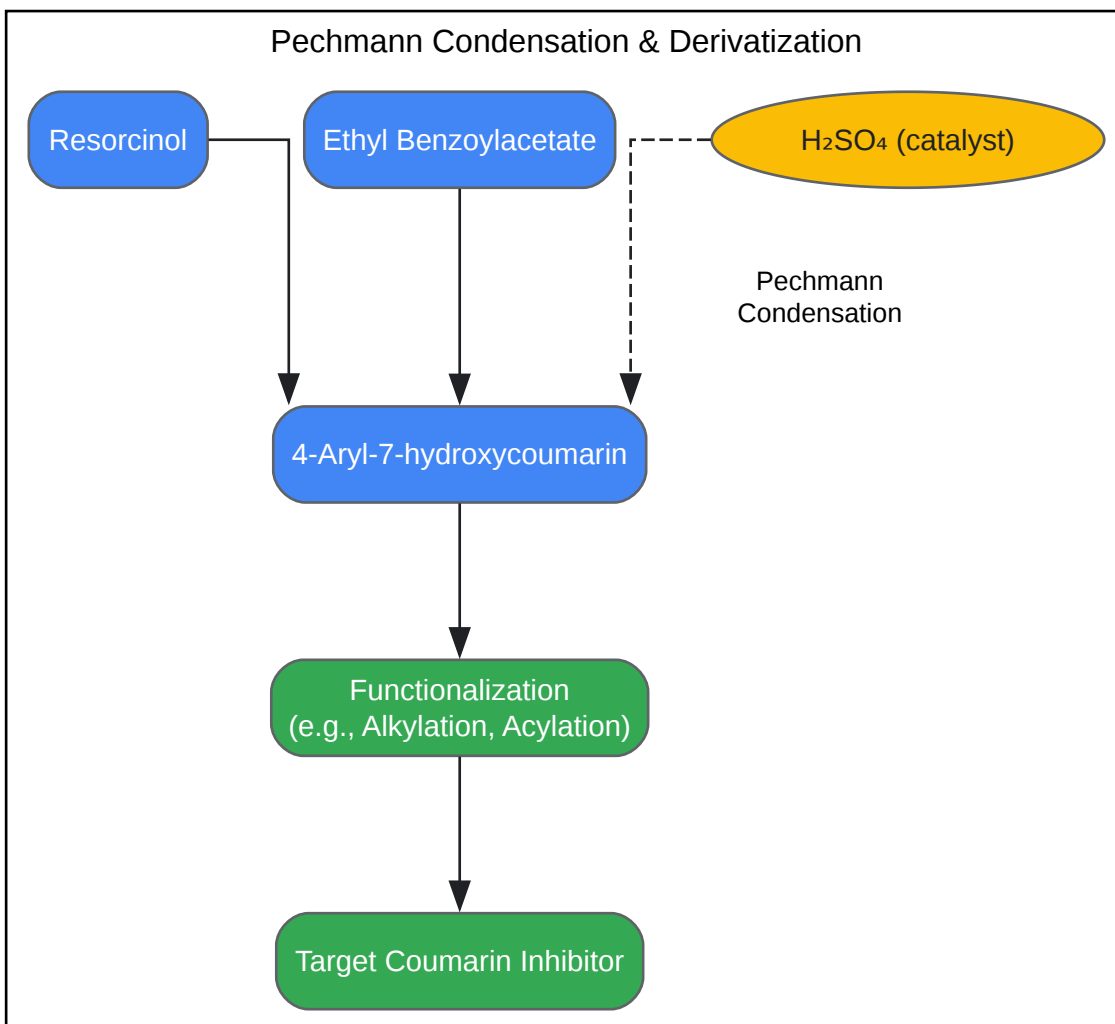 Pechmann Condensation & Derivatization
Resorcinol
Ethyl Benzoylacetate
H₂SO₄ (catalyst)
Pechmann
Condensation
4-Aryl-7-hydroxycoumarin
Functionalization
(e.g., Alkylation, Acylation)
Target Coumarin Inhibitor